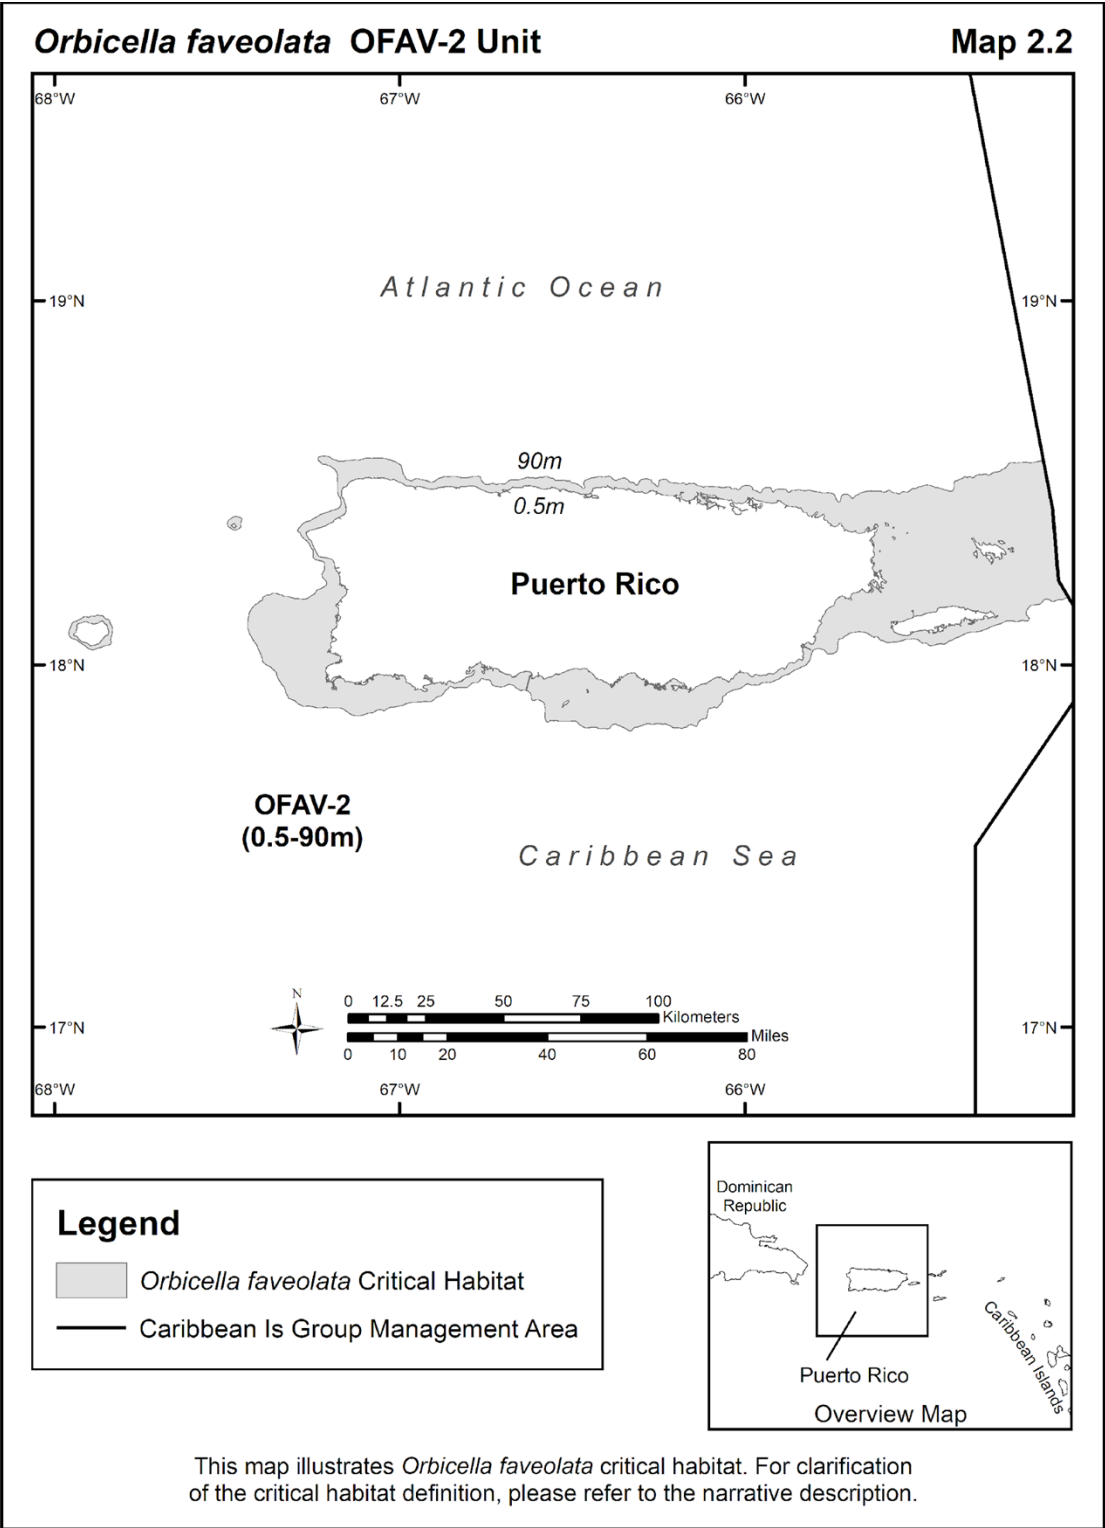 Orbicella faveolata OFAV-2 Unit
Map 2.2
68°W
67°W
66°W
Atlantic Ocean
19°N
19°N
90m
0.5m
Puerto Rico
18°N
18°N
OFAV-2
(0.5-90m)
Caribbean Sea
N
0 12.5 25 50 75 100
Kilometers
Miles
0 10 20 40 60 80
17°N
17°N
68°W
67°W
66°W
Legend
Orbicella faveolata Critical Habitat
Caribbean Is Group Management Area
Dominican
Republic
Caribbean Islands
Puerto Rico
Overview Map
This map illustrates Orbicella faveolata critical habitat. For clarification
of the critical habitat definition, please refer to the narrative description.